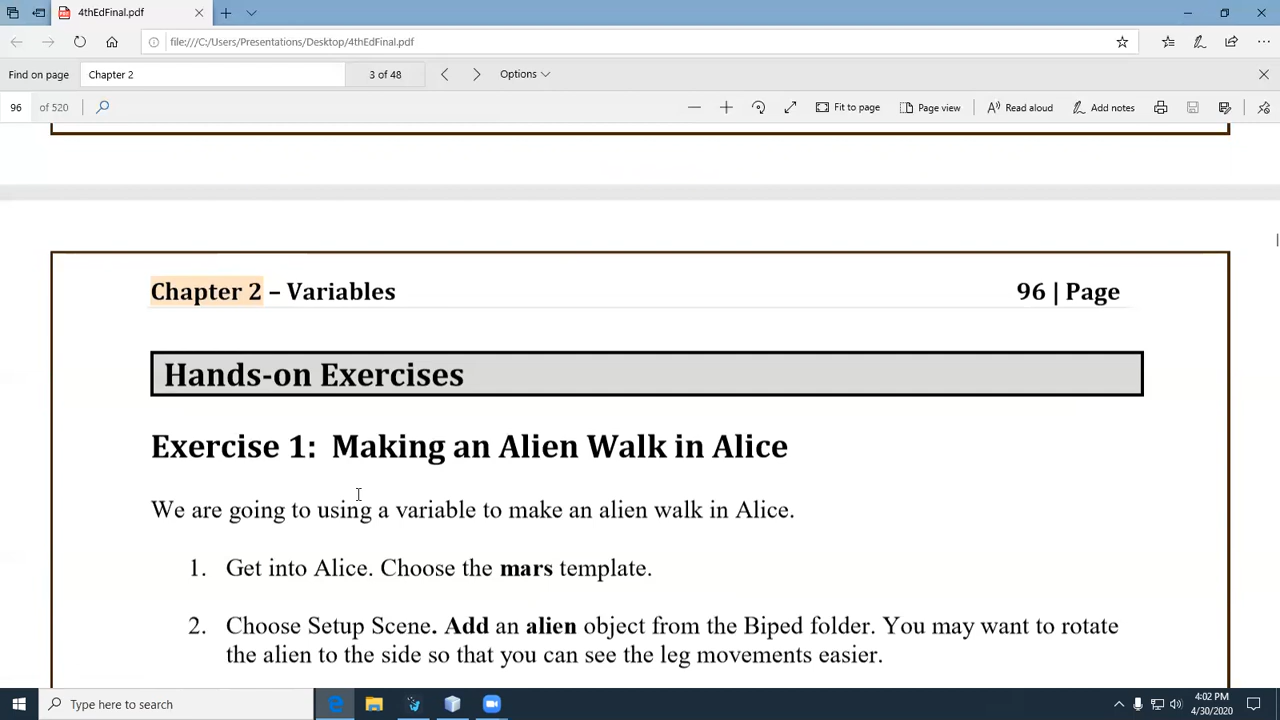 4thEdFinal.pdf
file:///C:/Users/Presentations/Desktop/4thEdFinal.pdf
Find on page Chapter 2 3 of 48 Options
96 of 520 Fit to page Page view Read aloud Add notes
Chapter 2 – Variables 96 | Page
Hands-on Exercises
Exercise 1: Making an Alien Walk in Alice
We are going to using a variable to make an alien walk in Alice.
1. Get into Alice. Choose the mars template.
2. Choose Setup Scene. Add an alien object from the Biped folder. You may want to rotate
the alien to the side so that you can see the leg movements easier.
Type here to search
4:02 PM
4/30/2020